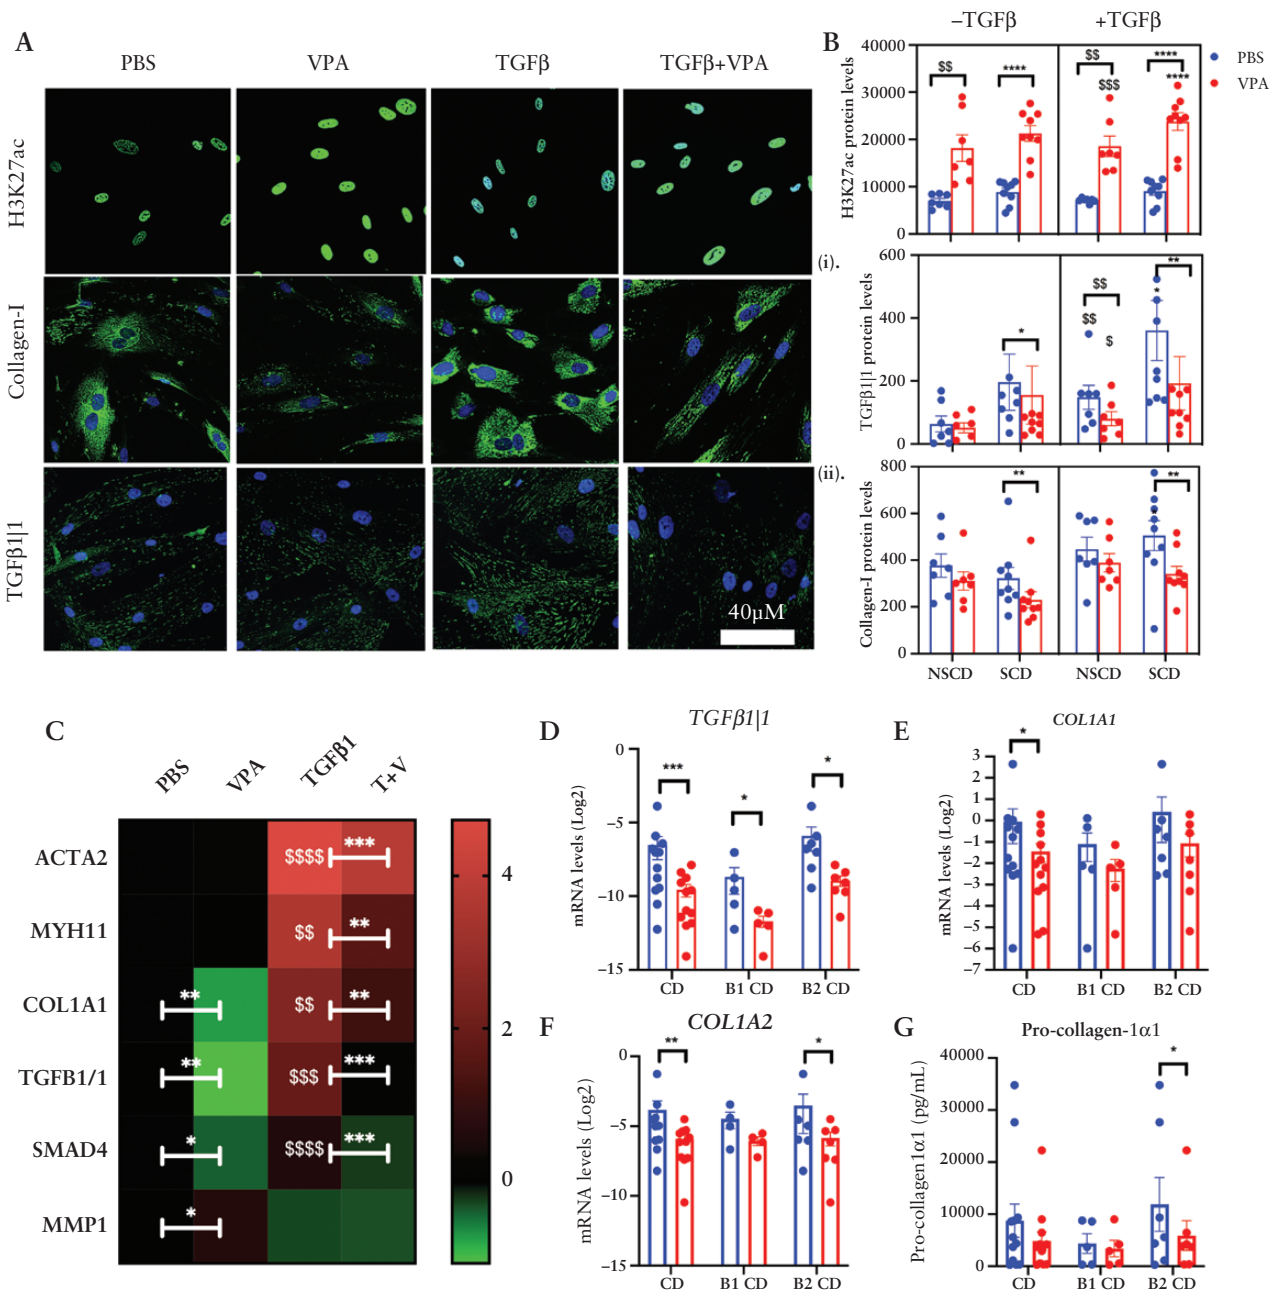 A
PBS VPA TGFβ TGFβ+VPA
H3K27ac
Collagen-I
TGFβ1|1
40μM
B
–TGFβ +TGFβ
PBS
VPA
H3K27ac protein levels
40000
30000
20000
10000
0
$$ **** $$ $$$ **** ****
(i).
TGFβ1|1 protein levels
600
400
200
0
* $$ $$ $ * **
(ii).
Collagen-I protein levels
800
600
400
200
0
** **
NSCD SCD NSCD SCD
C
PBS VPA TGFβ1 T+V
ACTA2 $$$$ ***
MYH11 $$ **
COL1A1 ** $$ **
TGFB1/1 ** $$$ ***
SMAD4 * $$$$ ***
MMP1 *
4
2
0
D
TGFβ1|1
mRNA levels (Log2)
0
–5
–10
–15
*** * *
CD B1 CD B2 CD
E
COL1A1
mRNA levels (Log2)
3
2
1
0
–1
–2
–3
–4
–5
–6
–7
*
CD B1 CD B2 CD
F
COL1A2
mRNA levels (Log2)
0
–5
–10
–15
** *
CD B1 CD B2 CD
G
Pro-collagen-1α1
Pro-collagen1α1 (pg/mL)
40000
30000
20000
10000
0
*
CD B1 CD B2 CD